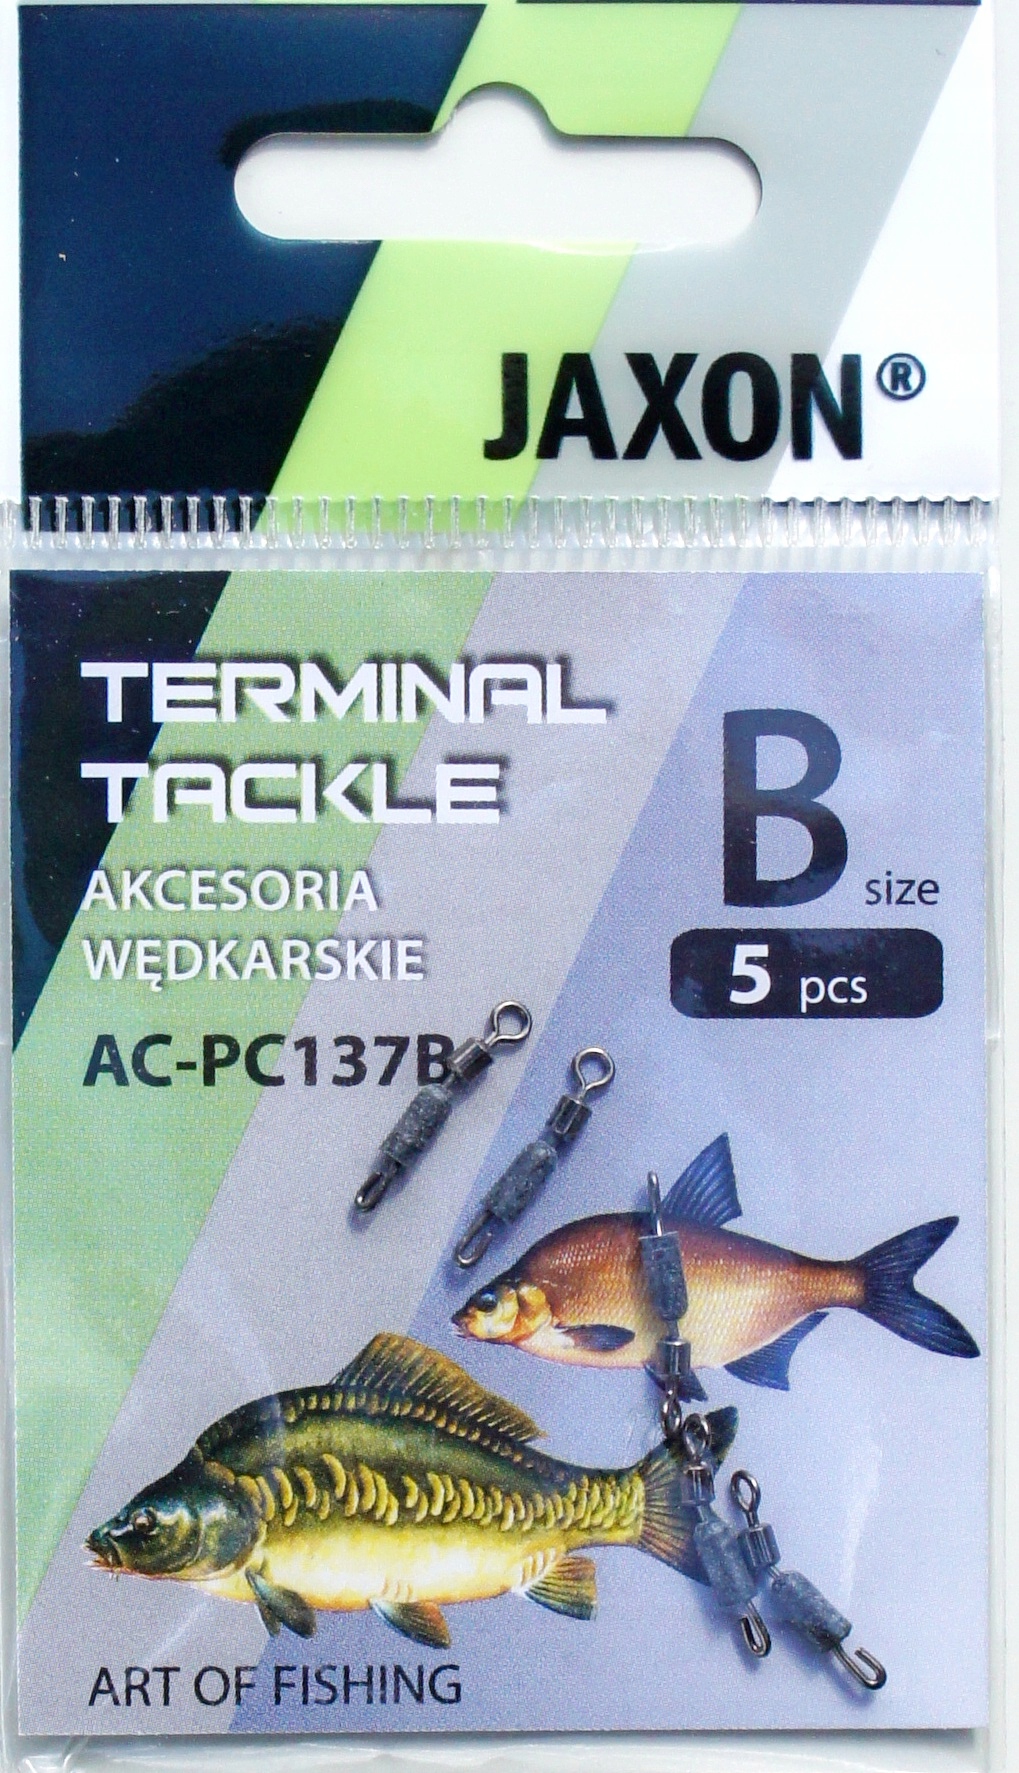 JAXON®
TERMINAL
TACKLE
AKCESORIA
WĘDKARSKIE
AC-PC137B
B size
5 pcs
ART OF FISHING